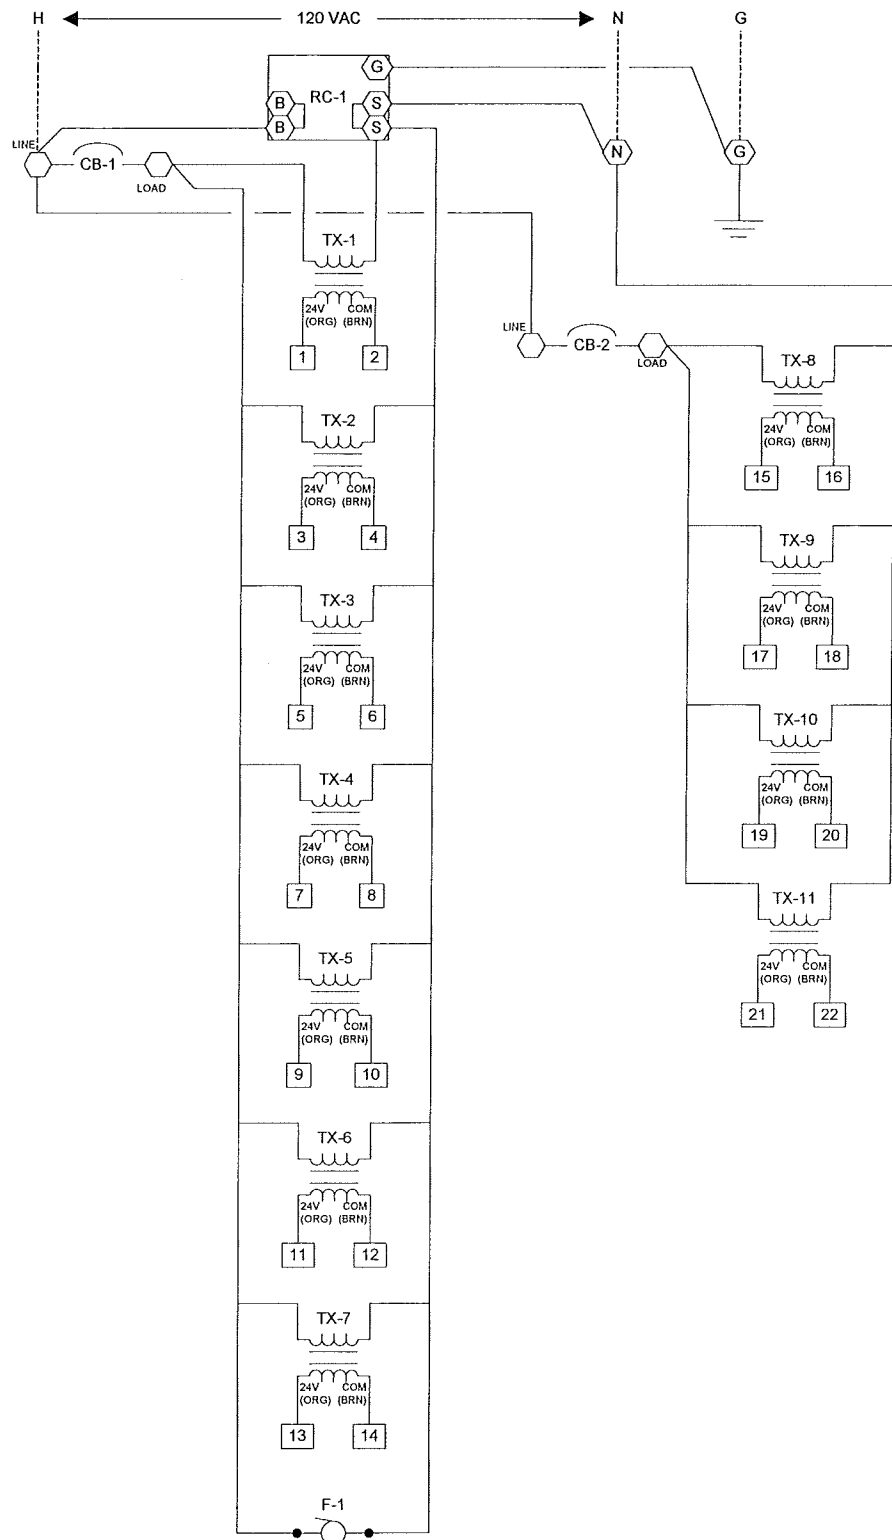 H 120 VAC N G
G
B RC-1 S
B S
LINE
CB-1
LOAD
N G
TX-1
24V COM
(ORG) (BRN)
1 2
LINE
CB-2
LOAD
TX-8
24V COM
(ORG) (BRN)
15 16
TX-2
24V COM
(ORG) (BRN)
3 4
TX-9
24V COM
(ORG) (BRN)
17 18
TX-3
24V COM
(ORG) (BRN)
5 6
TX-10
24V COM
(ORG) (BRN)
19 20
TX-4
24V COM
(ORG) (BRN)
7 8
TX-11
24V COM
(ORG) (BRN)
21 22
TX-5
24V COM
(ORG) (BRN)
9 10
TX-6
24V COM
(ORG) (BRN)
11 12
TX-7
24V COM
(ORG) (BRN)
13 14
F-1